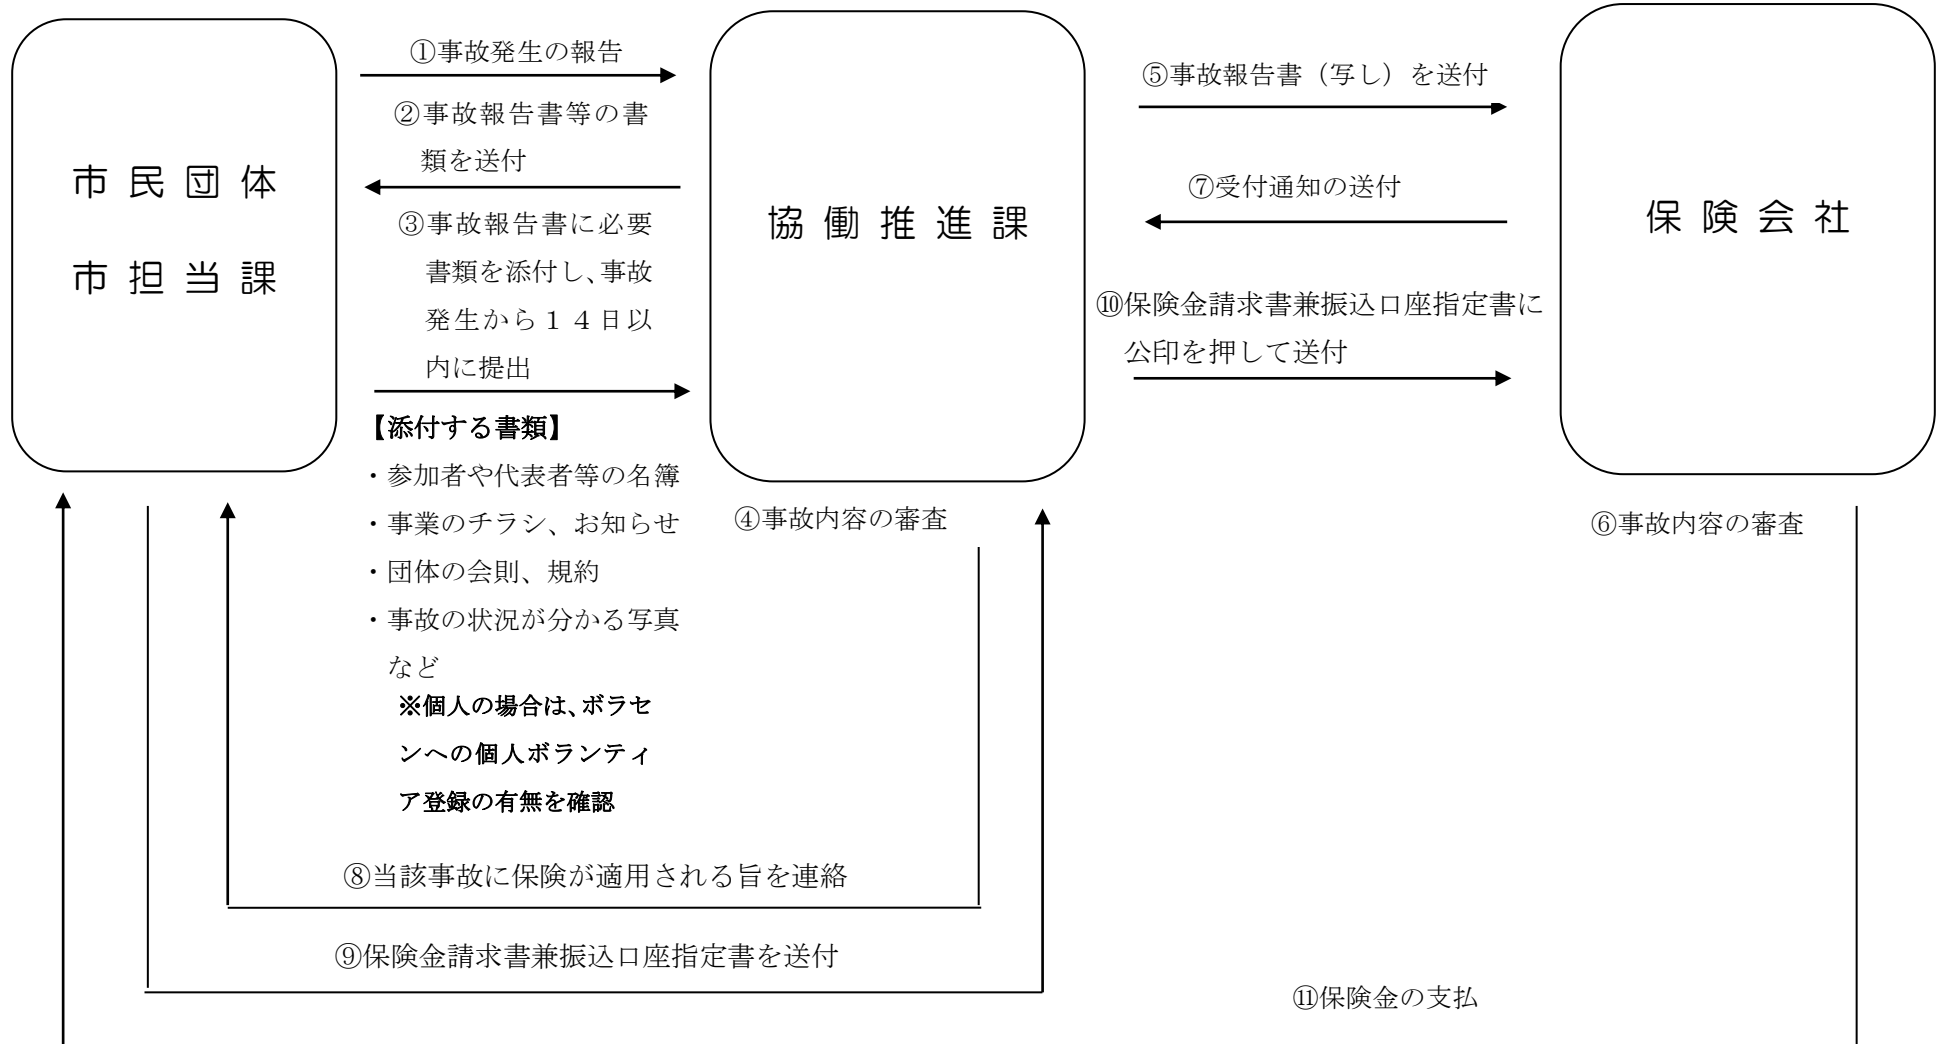 市民団体
市担当課
①事故発生の報告
②事故報告書等の書
類を送付
③事故報告書に必要
書類を添付し、事故
発生から１４日以
内に提出
【添付する書類】
・参加者や代表者等の名簿
・事業のチラシ、お知らせ
・団体の会則、規約
・事故の状況が分かる写真
など
※個人の場合は、ボラセ
ンへの個人ボランティ
ア登録の有無を確認
協働推進課
④事故内容の審査
⑤事故報告書（写し）を送付
⑦受付通知の送付
⑩保険金請求書兼振込口座指定書に
公印を押して送付
保険会社
⑥事故内容の審査
⑧当該事故に保険が適用される旨を連絡
⑨保険金請求書兼振込口座指定書を送付
⑪保険金の支払